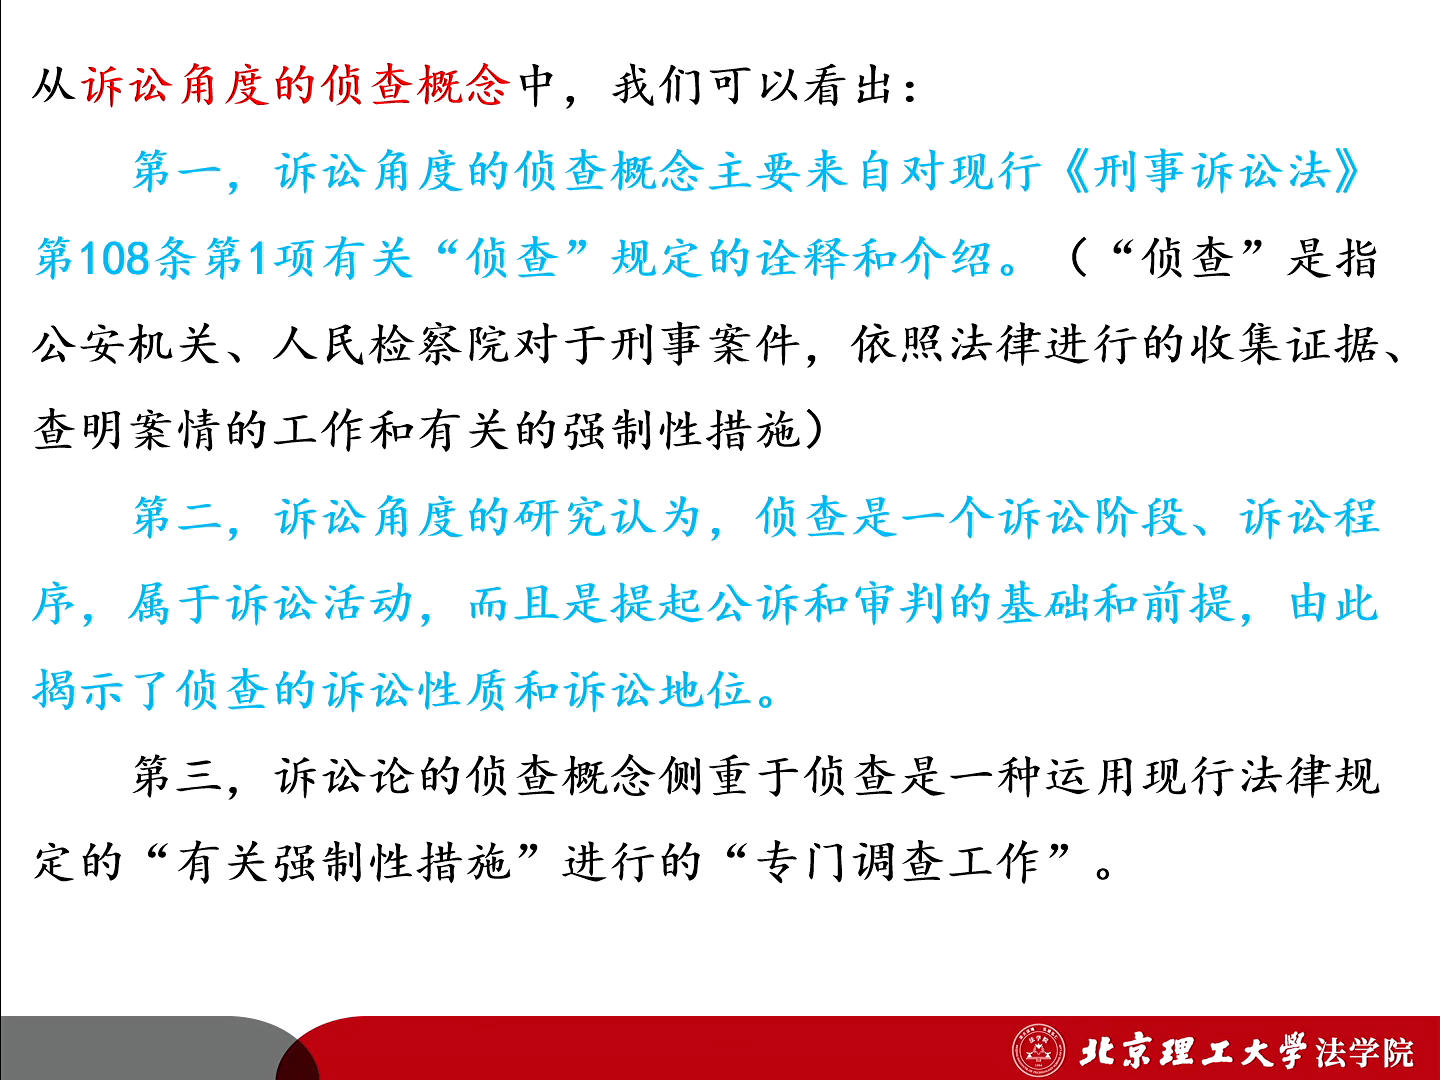 从诉讼角度的侦查概念中，我们可以看出：
第一，诉讼角度的侦查概念主要来自对现行《刑事诉讼法》
第108条第1项有关“侦查”规定的诠释和介绍。（“侦查”是指
公安机关、人民检察院对于刑事案件，依照法律进行的收集证据、
查明案情的工作和有关的强制性措施）
第二，诉讼角度的研究认为，侦查是一个诉讼阶段、诉讼程
序，属于诉讼活动，而且是提起公诉和审判的基础和前提，由此
揭示了侦查的诉讼性质和诉讼地位。
第三，诉讼论的侦查概念侧重于侦查是一种运用现行法律规
定的“有关强制性措施”进行的“专门调查工作”。
法学院
北京理工大学法学院